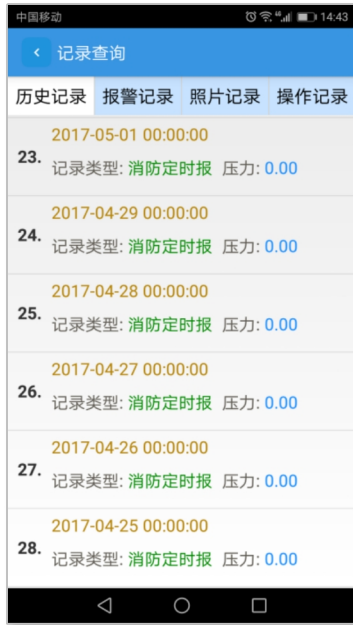 中国移动 14:43
记录查询
历史记录 报警记录 照片记录 操作记录
2017-05-01 00:00:00
23.
记录类型: 消防定时报 压力: 0.00
2017-04-29 00:00:00
24.
记录类型: 消防定时报 压力: 0.00
2017-04-28 00:00:00
25.
记录类型: 消防定时报 压力: 0.00
2017-04-27 00:00:00
26.
记录类型: 消防定时报 压力: 0.00
2017-04-26 00:00:00
27.
记录类型: 消防定时报 压力: 0.00
2017-04-25 00:00:00
28.
记录类型: 消防定时报 压力: 0.00